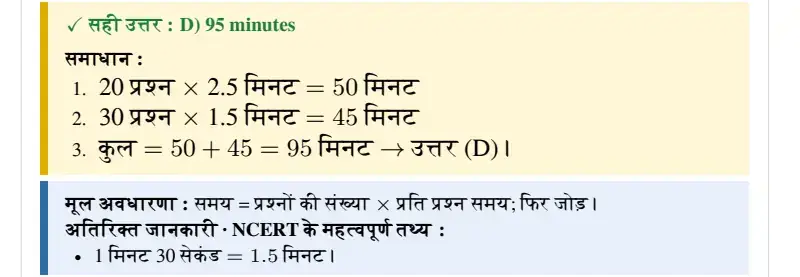 ✓ सही उत्तर : D) 95 minutes
समाधान :
1. 20 प्रश्न × 2.5 मिनट = 50 मिनट
2. 30 प्रश्न × 1.5 मिनट = 45 मिनट
3. कुल = 50 + 45 = 95 मिनट → उत्तर (D)।
मूल अवधारणा : समय = प्रश्नों की संख्या × प्रति प्रश्न समय; फिर जोड़।
अतिरिक्त जानकारी · NCERT के महत्वपूर्ण तथ्य :
• 1 मिनट 30 सेकंड = 1.5 मिनट।